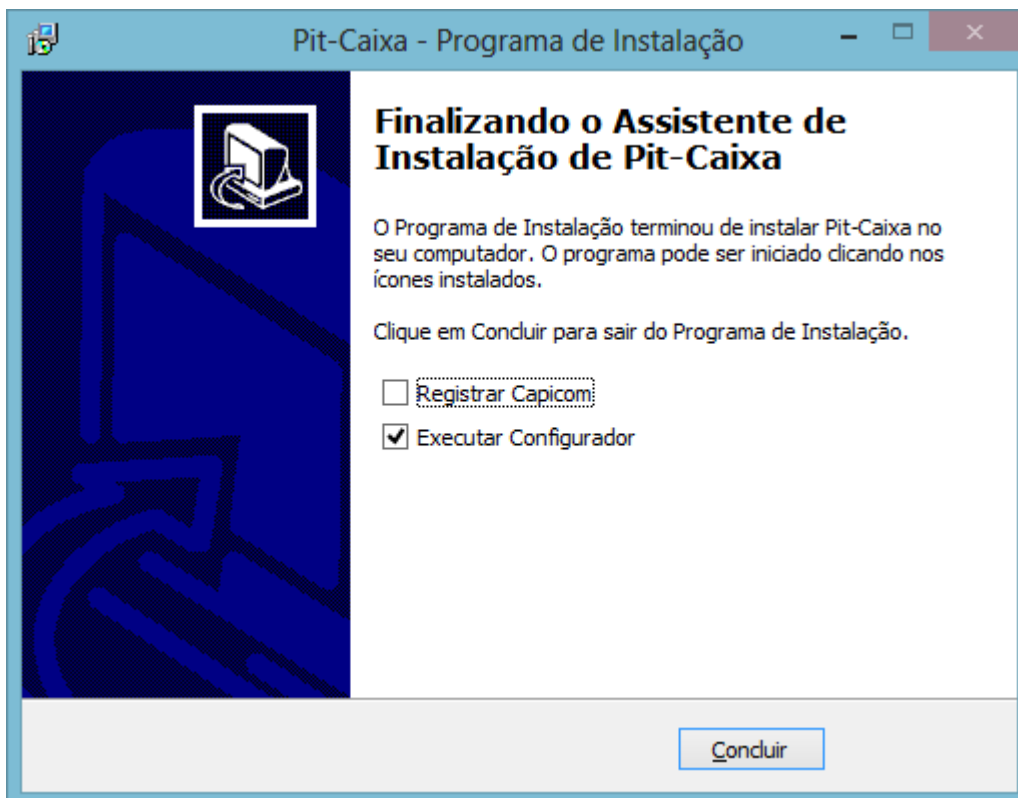 Pit-Caixa - Programa de Instalação
Finalizando o Assistente de
Instalação de Pit-Caixa
O Programa de Instalação terminou de instalar Pit-Caixa no
seu computador. O programa pode ser iniciado clicando nos
ícones instalados.
Clique em Concluir para sair do Programa de Instalação.
Registrar Capicom
Executar Configurador
Concluir